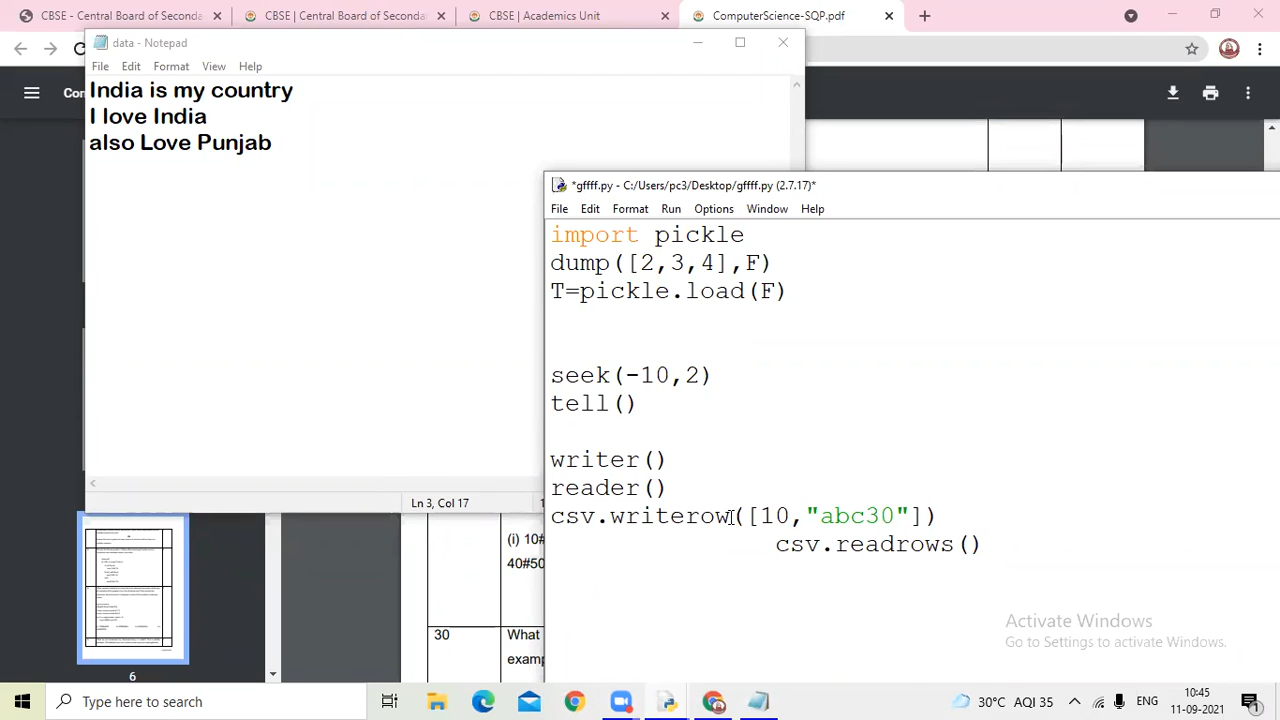 CBSE - Central Board of Seconda
CBSE | Central Board of Seconda
CBSE | Academics Unit
ComputerScience-SQP.pdf
data - Notepad
File Edit Format View Help
India is my country
I love India
also Love Punjab
Ln 3, Col 17
*gffff.py - C:/Users/pc3/Desktop/gffff.py (2.7.17)*
File Edit Format Run Options Window Help
import pickle
dump([2,3,4],F)
T=pickle.load(F)
seek(-10,2)
tell()
writer()
reader()
csv.writerow([10,"abc30"])
csv.readrows()
(i) 10#
40#50
30 What
examp
6
Activate Windows
Go to Settings to activate Windows.
Type here to search
30°C AQI 35
ENG
10:45
11-09-2021